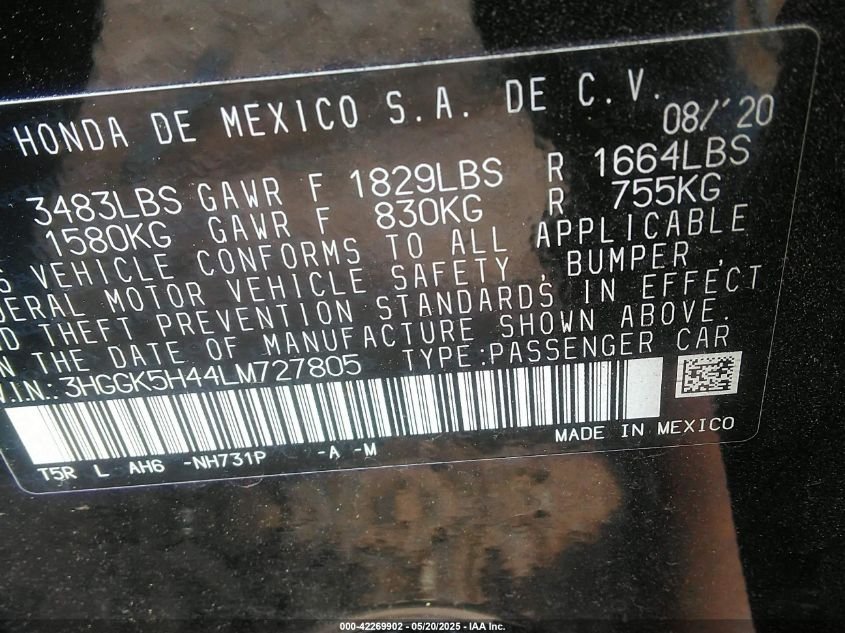 HONDA DE MEXICO S.A. DE C.V. 08/'20
3483LBS GAWR F 1829LBS R 1664LBS
1580KG GAWR F 830KG R 755KG
VEHICLE CONFORMS TO ALL APPLICABLE
MOTOR VEHICLE SAFETY , BUMPER ,
THEFT PREVENTION STANDARDS IN EFFECT
THE DATE OF MANUFACTURE SHOWN ABOVE.
V.I.N.: 3HGGK5H44LM727805 TYPE:PASSENGER CAR
MADE IN MEXICO
T5R L AH6 -NH731P -A -M
000-42269902 - 05/20/2025 - IAA Inc.